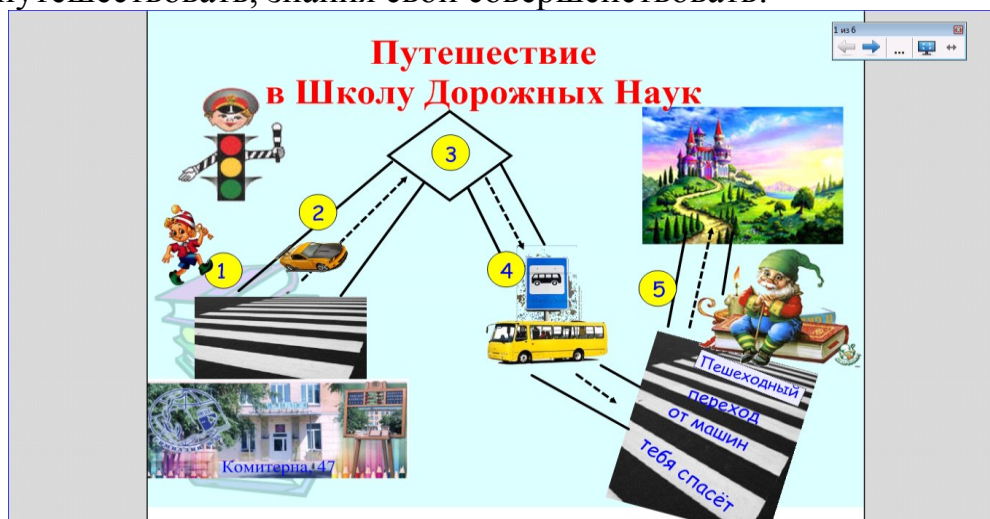 путешествовать, знания свои совершенствовать.
1 из 6
Путешествие
в Школу Дорожных Наук
3
2
1
4
5
Пешеходный
переход
от машин
тебя спасёт
Комитерна, 47